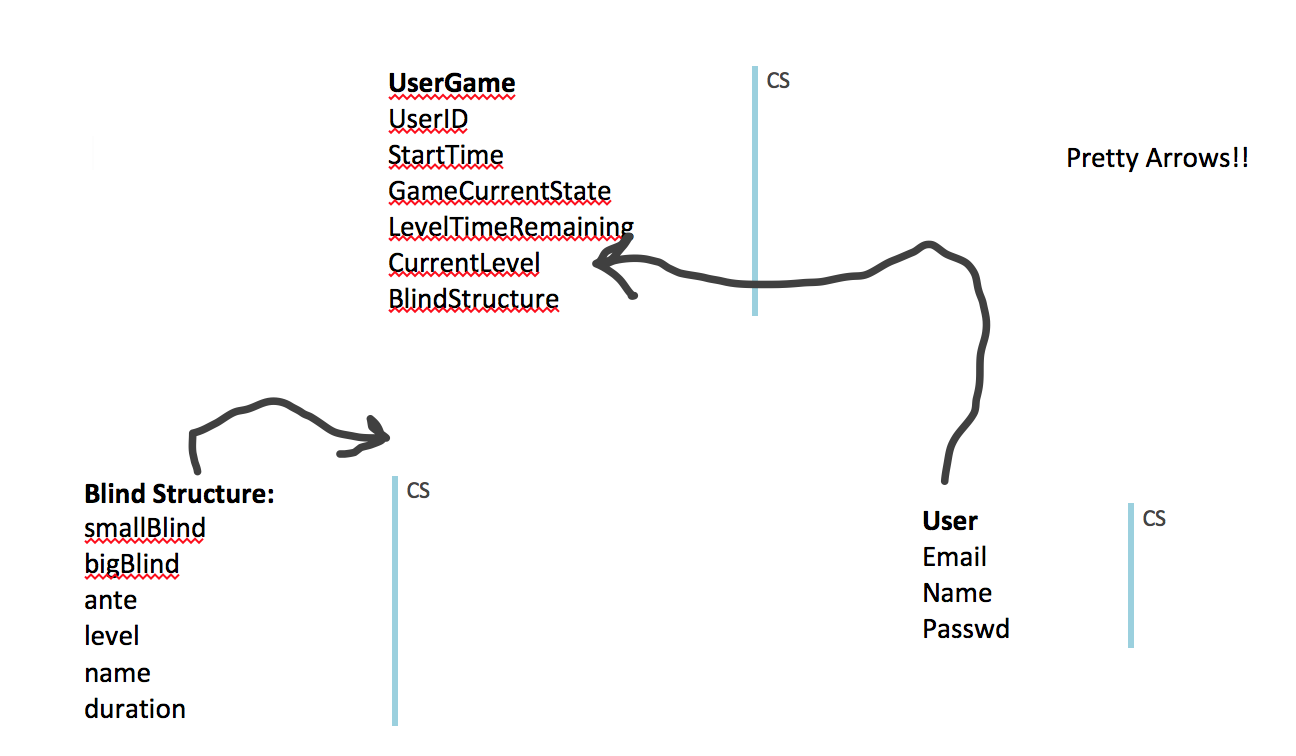 UserGame
CS
UserID
StartTime
Pretty Arrows!!
GameCurrentState
LevelTimeRemaining
CurrentLevel
BlindStructure
Blind Structure:
CS
smallBlind
bigBlind
ante
level
name
duration
User
CS
Email
Name
Passwd